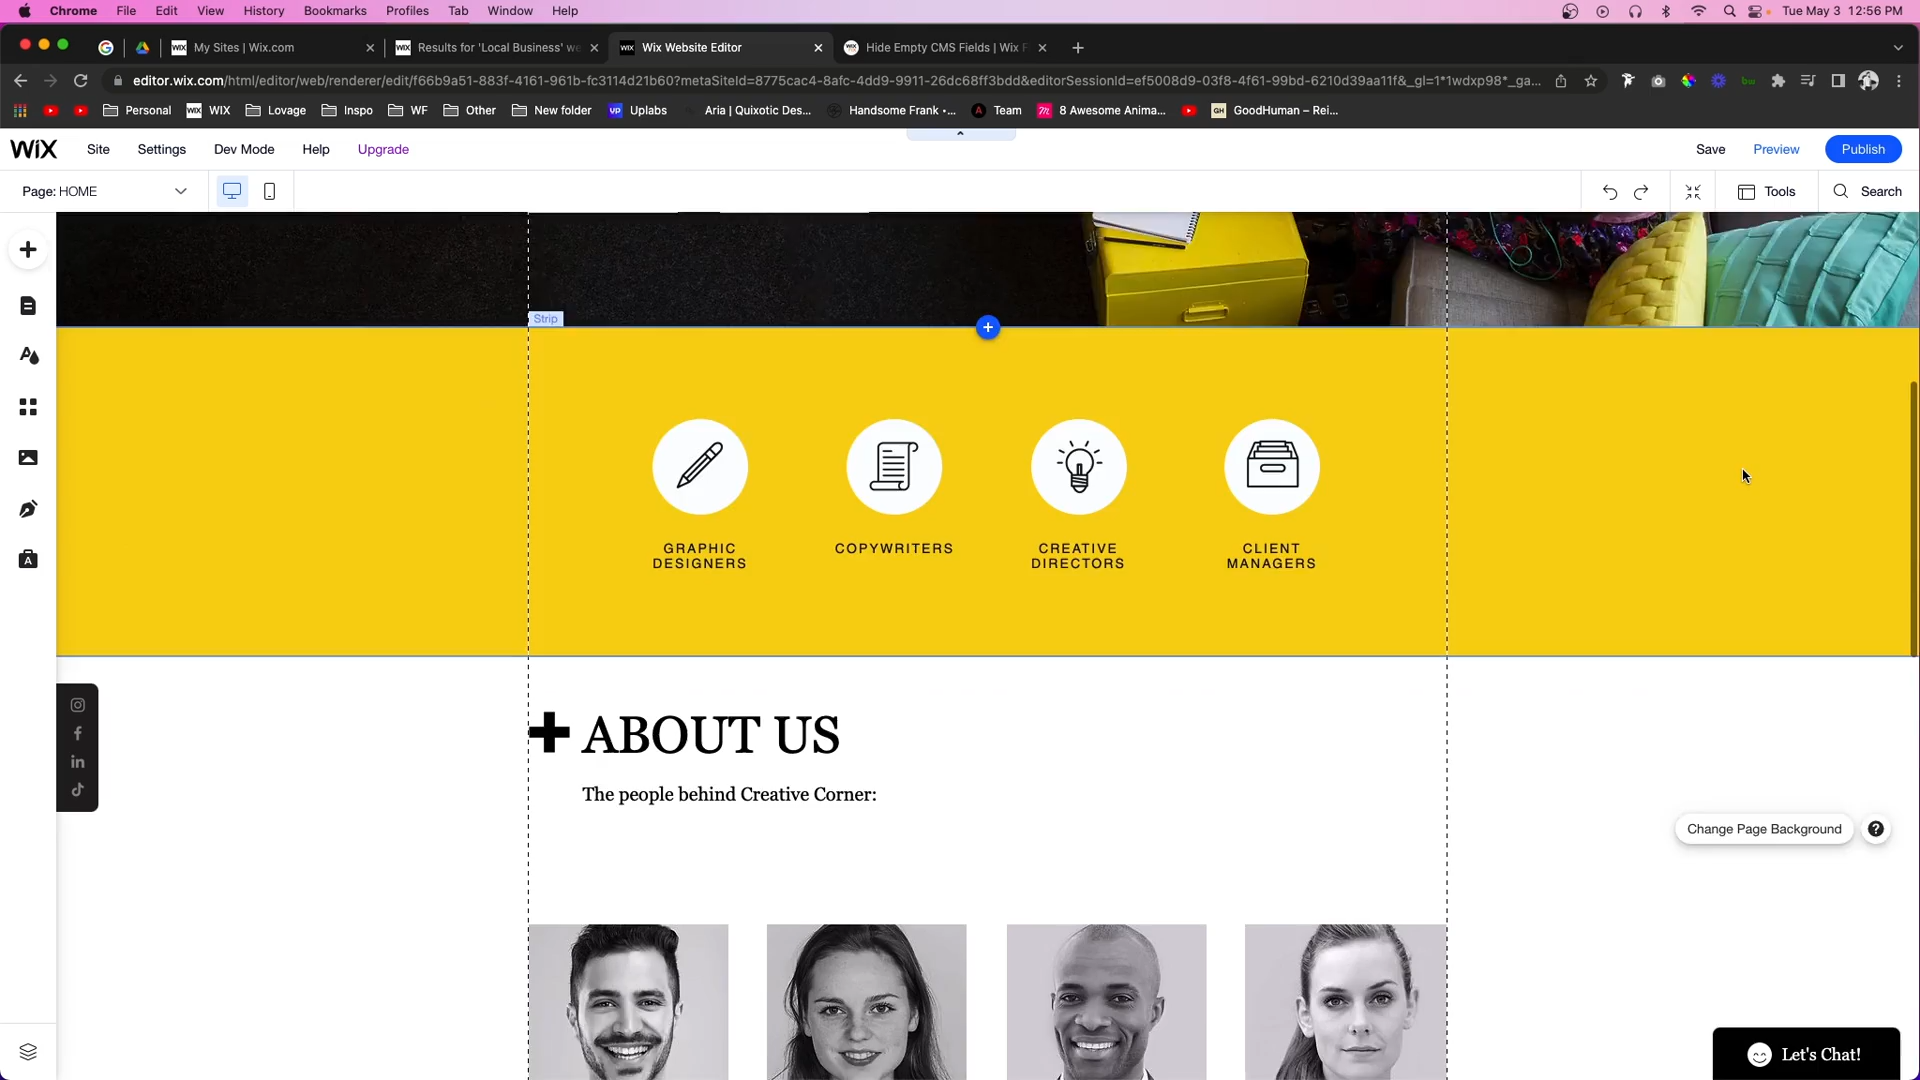 Chrome File Edit View History Bookmarks Profiles Tab Window Help Tue May 3 12:56 PM
My Sites | Wix.com
Results for 'Local Business' we
Wix Website Editor
Hide Empty CMS Fields | Wix F
editor.wix.com/html/editor/web/renderer/edit/f66b9a51-883f-4161-961b-fc3114d21b60?metaSiteId=8775cac4-8afc-4dd9-9911-26dc68ff3bdd&editorSessionId=ef5008d9-03f8-4f61-99bd-6210d39aa11f&_gl=1*1wdxp98*_ga...
Personal WIX Lovage Inspo WF Other New folder Uplabs Aria | Quixotic Des... Handsome Frank •... Team 8 Awesome Anima... GoodHuman – Rei...
WiX Site Settings Dev Mode Help Upgrade Save Preview Publish
Page: HOME Tools Search
Strip
GRAPHIC
DESIGNERS
COPYWRITERS
CREATIVE
DIRECTORS
CLIENT
MANAGERS
ABOUT US
The people behind Creative Corner:
Change Page Background ?
Let's Chat!